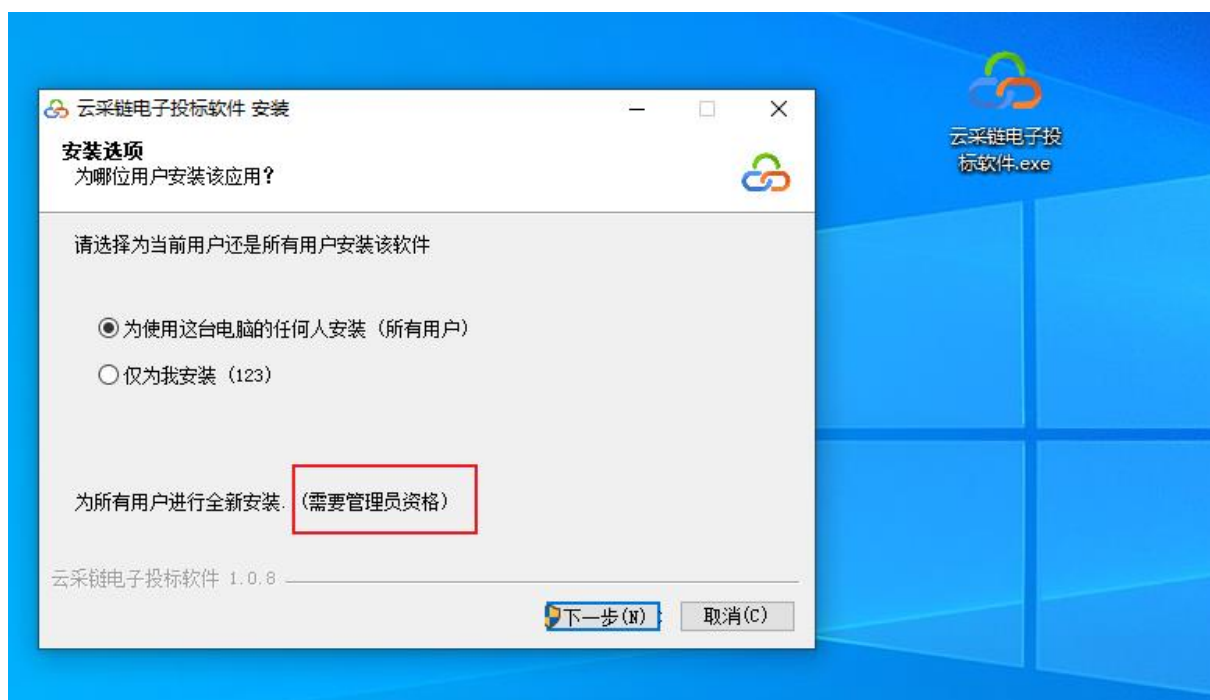 云采链电子投标软件 安装
安装选项
为哪位用户安装该应用?
请选择为当前用户还是所有用户安装该软件
为使用这台电脑的任何人安装（所有用户）
仅为我安装（123）
为所有用户进行全新安装.（需要管理员资格）
云采链电子投标软件 1.0.8
下一步(N)
取消(C)
云采链电子投
标软件.exe